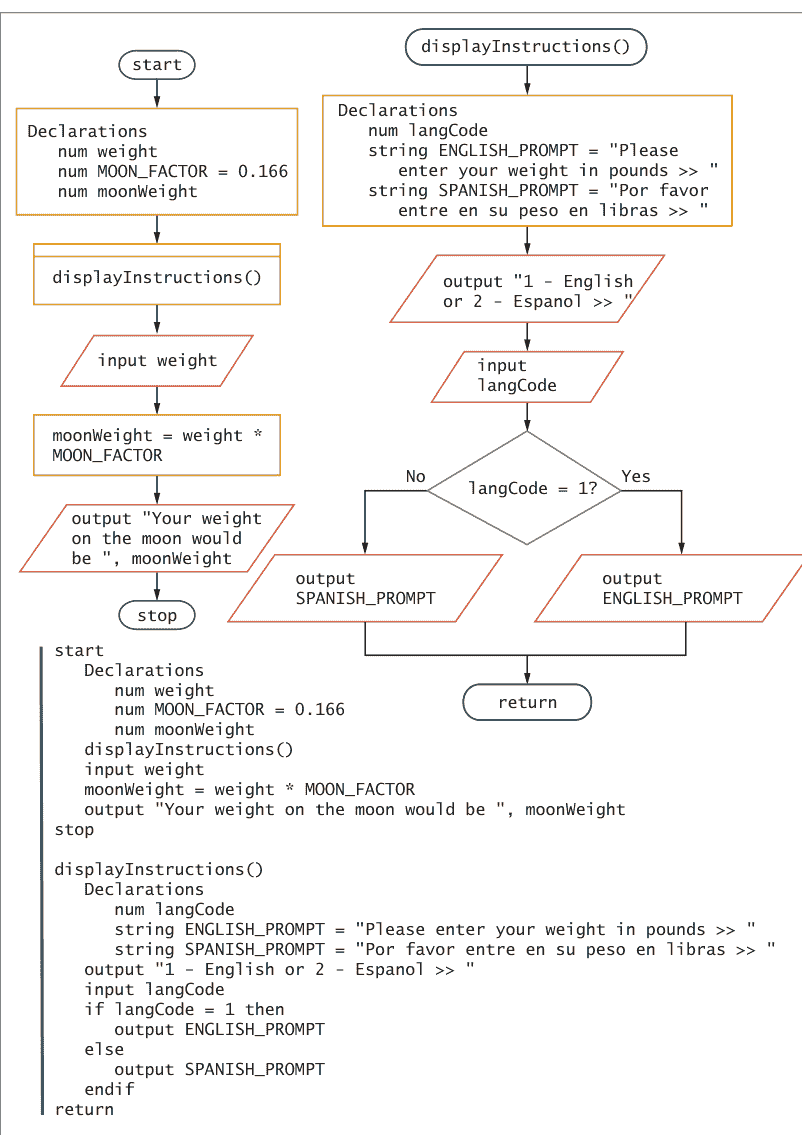 start
Declarations
num weight
num MOON_FACTOR = 0.166
num moonWeight
displayInstructions()
input weight
moonWeight = weight *
MOON_FACTOR
output "Your weight
on the moon would
be ", moonWeight
stop
displayInstructions()
Declarations
num langCode
string ENGLISH_PROMPT = "Please
enter your weight in pounds >> "
string SPANISH_PROMPT = "Por favor
entre en su peso en libras >> "
output "1 - English
or 2 - Espanol >> "
input
langCode
langCode = 1?
No
Yes
output
SPANISH_PROMPT
output
ENGLISH_PROMPT
return
start
Declarations
num weight
num MOON_FACTOR = 0.166
num moonWeight
displayInstructions()
input weight
moonWeight = weight * MOON_FACTOR
output "Your weight on the moon would be ", moonWeight
stop
displayInstructions()
Declarations
num langCode
string ENGLISH_PROMPT = "Please enter your weight in pounds >> "
string SPANISH_PROMPT = "Por favor entre en su peso en libras >> "
output "1 - English or 2 - Espanol >> "
input langCode
if langCode = 1 then
output ENGLISH_PROMPT
else
output SPANISH_PROMPT
endif
return